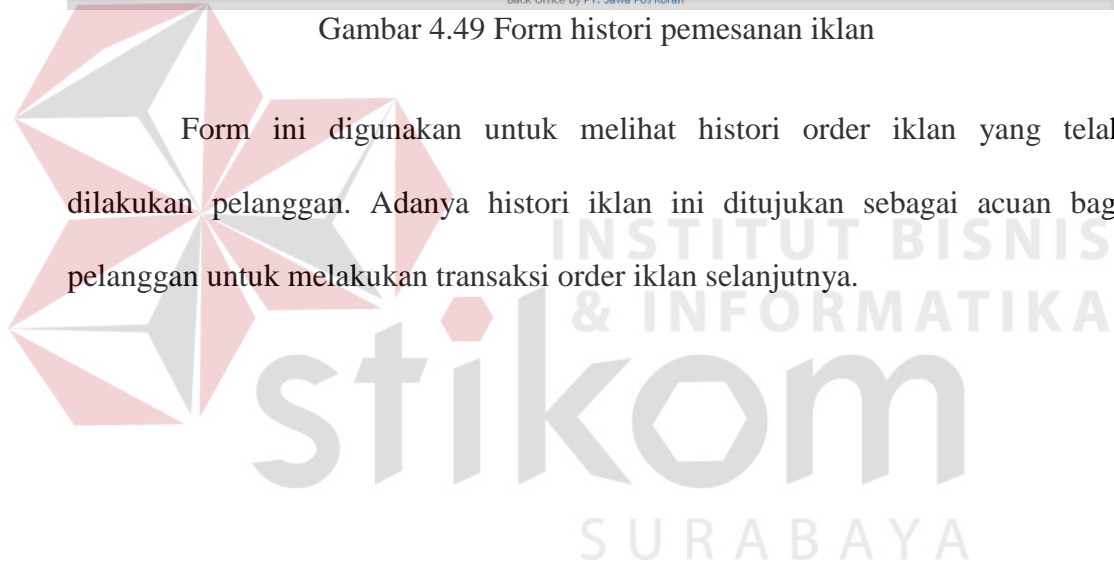 Back Office by PT. Jawa Pos Koran
Gambar 4.49 Form histori pemesanan iklan
Form ini digunakan untuk melihat histori order iklan yang tela
dilakukan pelanggan. Adanya histori iklan ini ditujukan sebagai acuan bag
pelanggan untuk melakukan transaksi order iklan selanjutnya.
INSTITUT BISNIS
& INFORMATIKA
stikom
SURABAYA